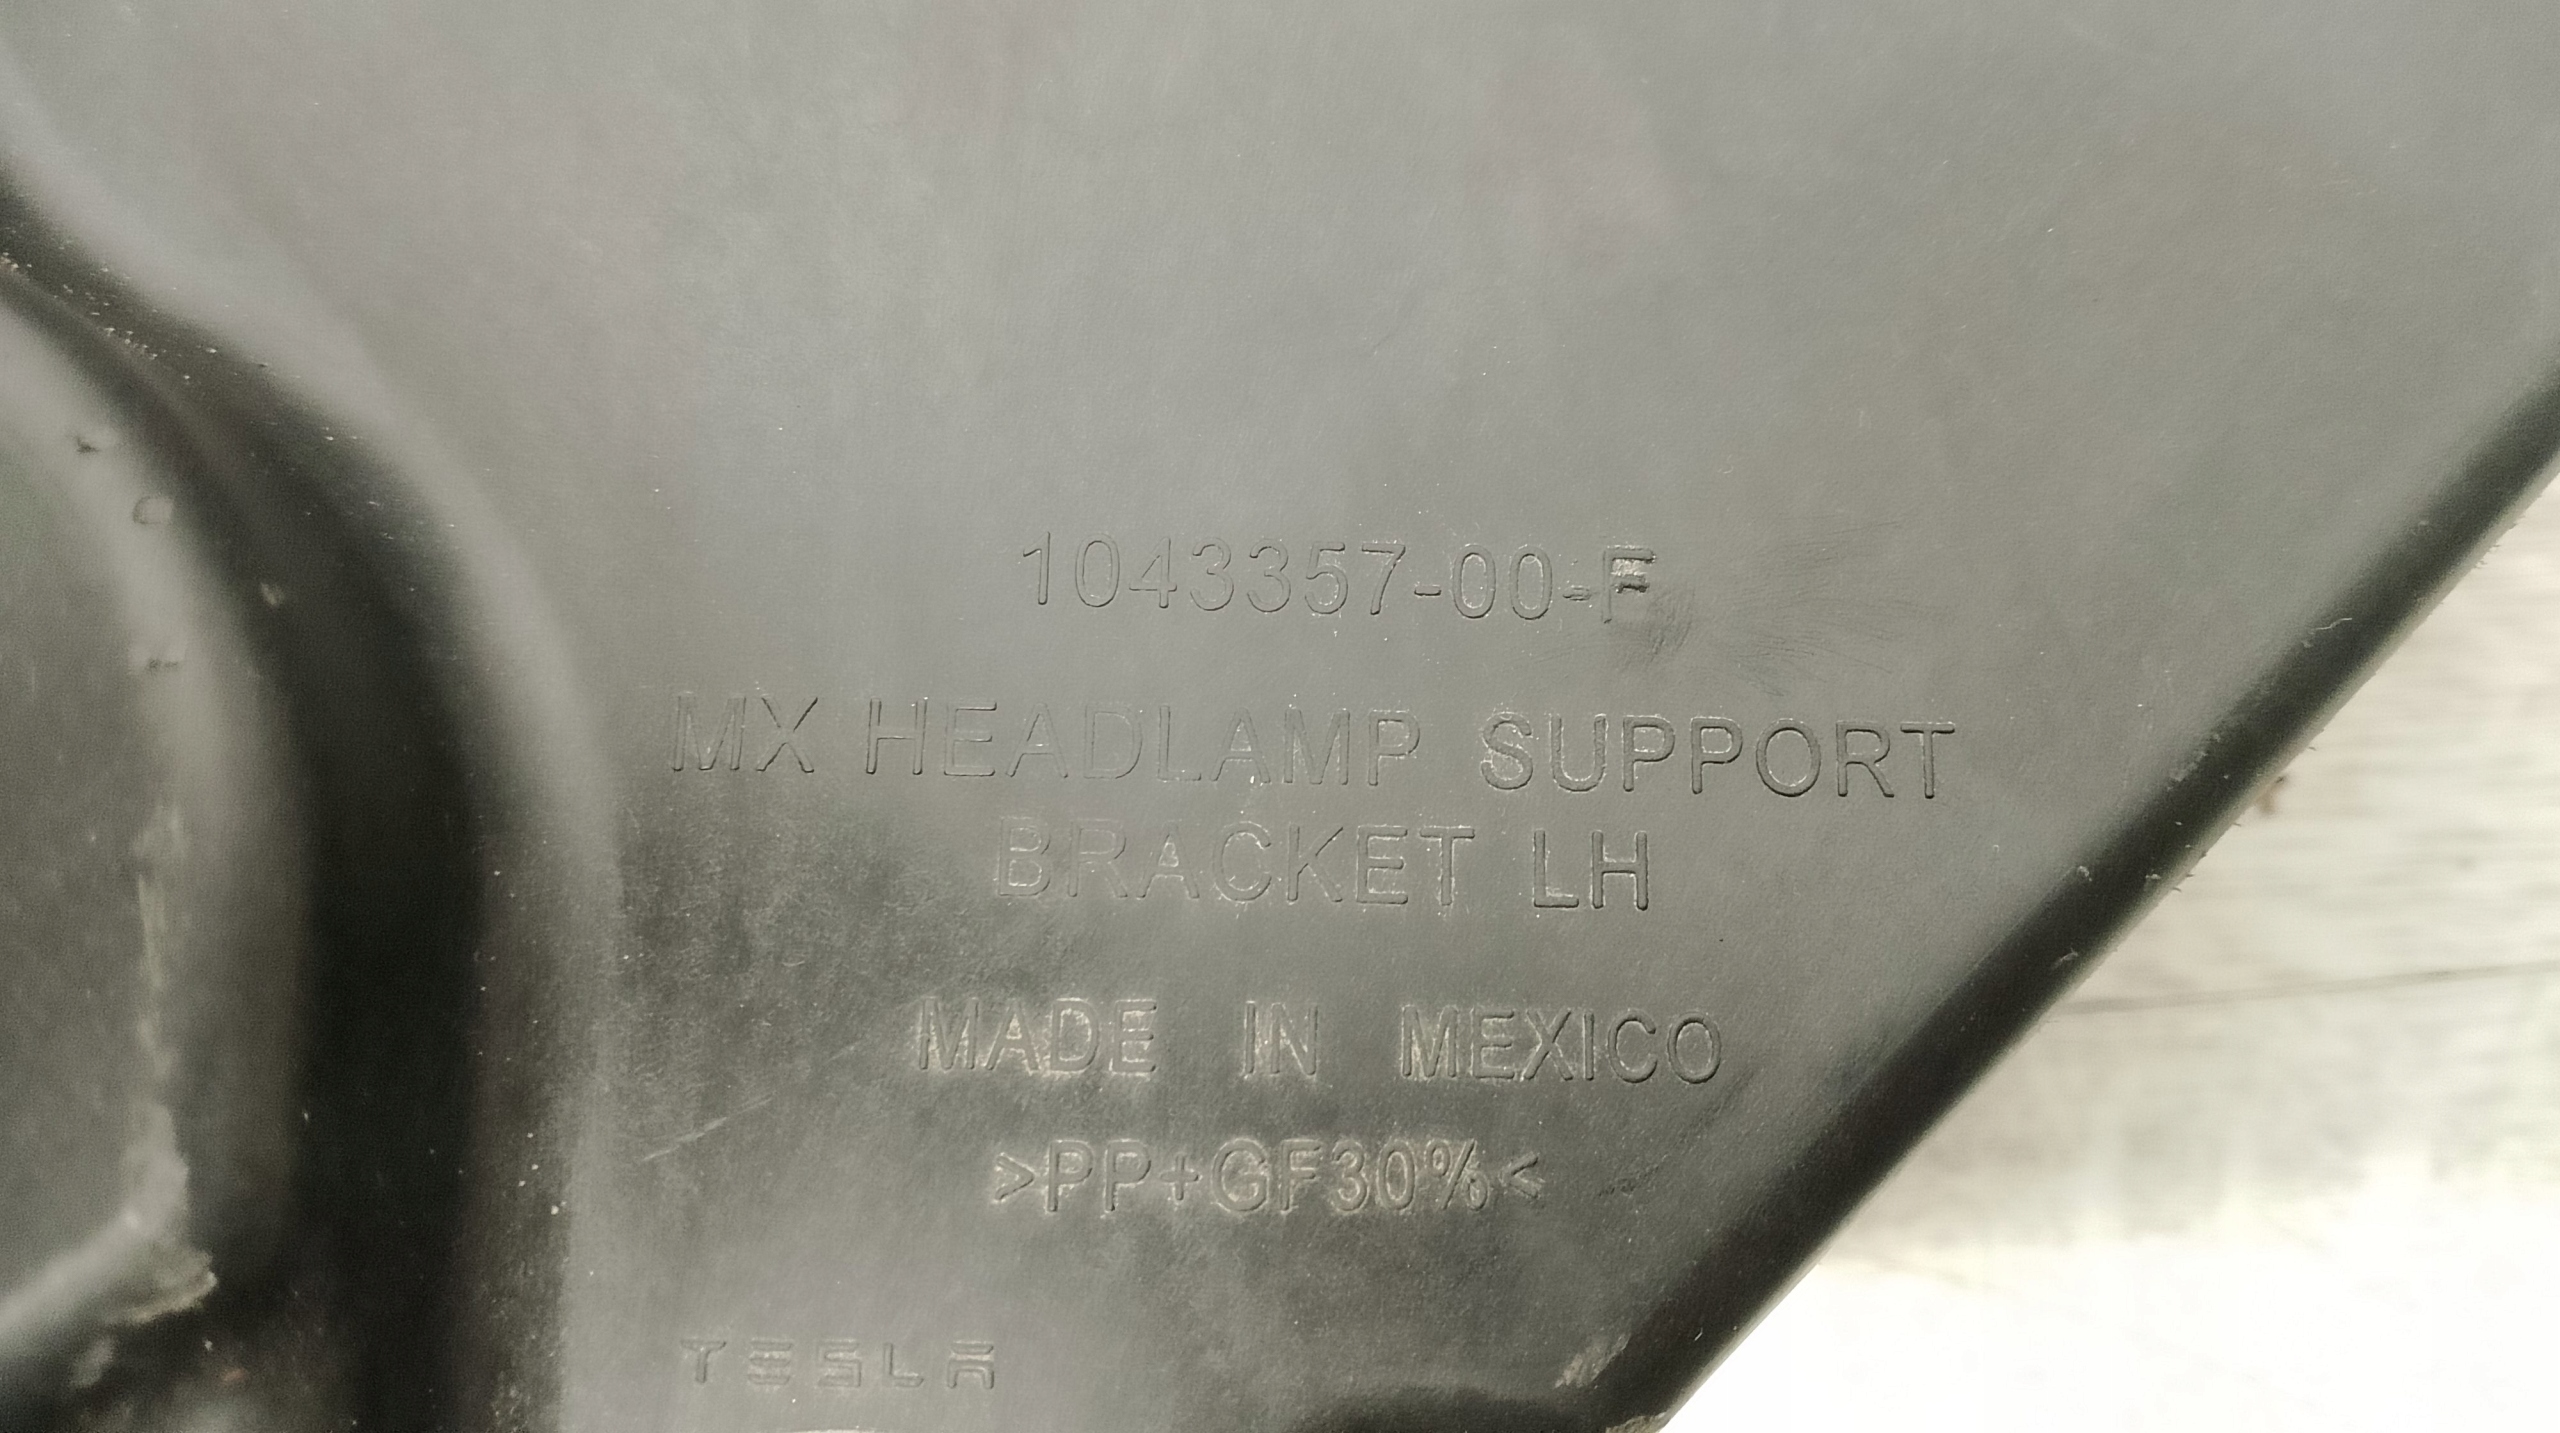 1043357-00-F
MX HEADLAMP SUPPORT
BRACKET LH
MADE IN MEXICO
>PP+GF30%<
TESLA